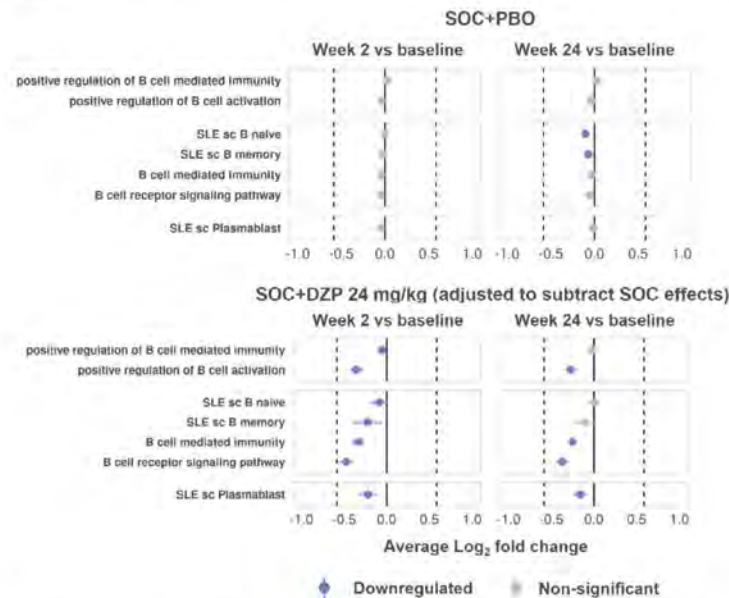 SOC+PBO
Week 2 vs baseline Week 24 vs baseline
positive regulation of B cell mediated immunity
positive regulation of B cell activation
SLE sc B naive
SLE sc B memory
B cell mediated immunity
B cell receptor signaling pathway
SLE sc Plasmablast
-1.0 -0.5 0.0 0.5 1.0 -1.0 -0.5 0.0 0.5 1.0
SOC+DZP 24 mg/kg (adjusted to subtract SOC effects)
Week 2 vs baseline Week 24 vs baseline
positive regulation of B cell mediated immunity
positive regulation of B cell activation
SLE sc B naive
SLE sc B memory
B cell mediated immunity
B cell receptor signaling pathway
SLE sc Plasmablast
-1.0 -0.5 0.0 0.5 1.0 -1.0 -0.5 0.0 0.5 1.0
Average Log₂ fold change
Downregulated Non-significant